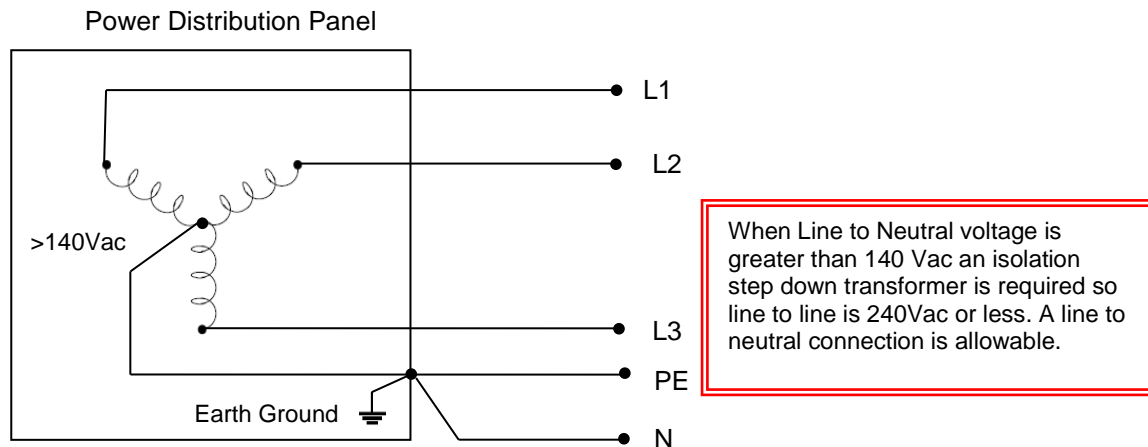 Power Distribution Panel
L1
L2
>140Vac
When Line to Neutral voltage is
greater than 140 Vac an isolation
step down transformer is required so
line to line is 240Vac or less. A line to
neutral connection is allowable.
L3
PE
Earth Ground
N